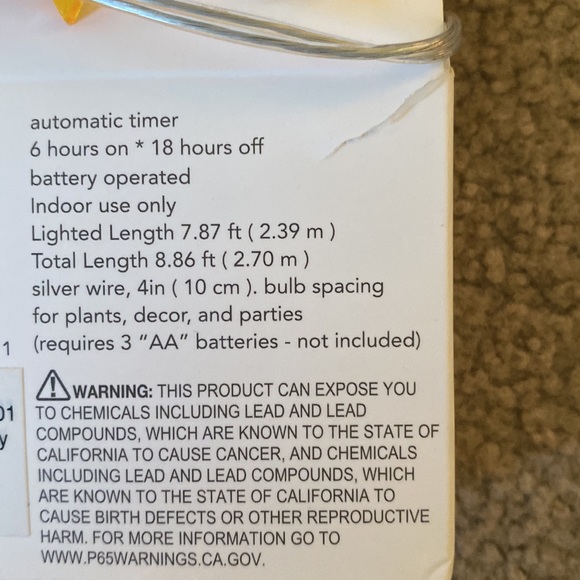 automatic timer
6 hours on * 18 hours off
battery operated
Indoor use only
Lighted Length 7.87 ft ( 2.39 m )
Total Length 8.86 ft ( 2.70 m )
silver wire, 4in ( 10 cm ). bulb spacing
for plants, decor, and parties
1
(requires 3 “AA” batteries - not included)
01
y
⚠WARNING: THIS PRODUCT CAN EXPOSE YOU
TO CHEMICALS INCLUDING LEAD AND LEAD
COMPOUNDS, WHICH ARE KNOWN TO THE STATE OF
CALIFORNIA TO CAUSE CANCER, AND CHEMICALS
INCLUDING LEAD AND LEAD COMPOUNDS, WHICH
ARE KNOWN TO THE STATE OF CALIFORNIA TO
CAUSE BIRTH DEFECTS OR OTHER REPRODUCTIVE
HARM. FOR MORE INFORMATION GO TO
WWW.P65WARNINGS.CA.GOV.